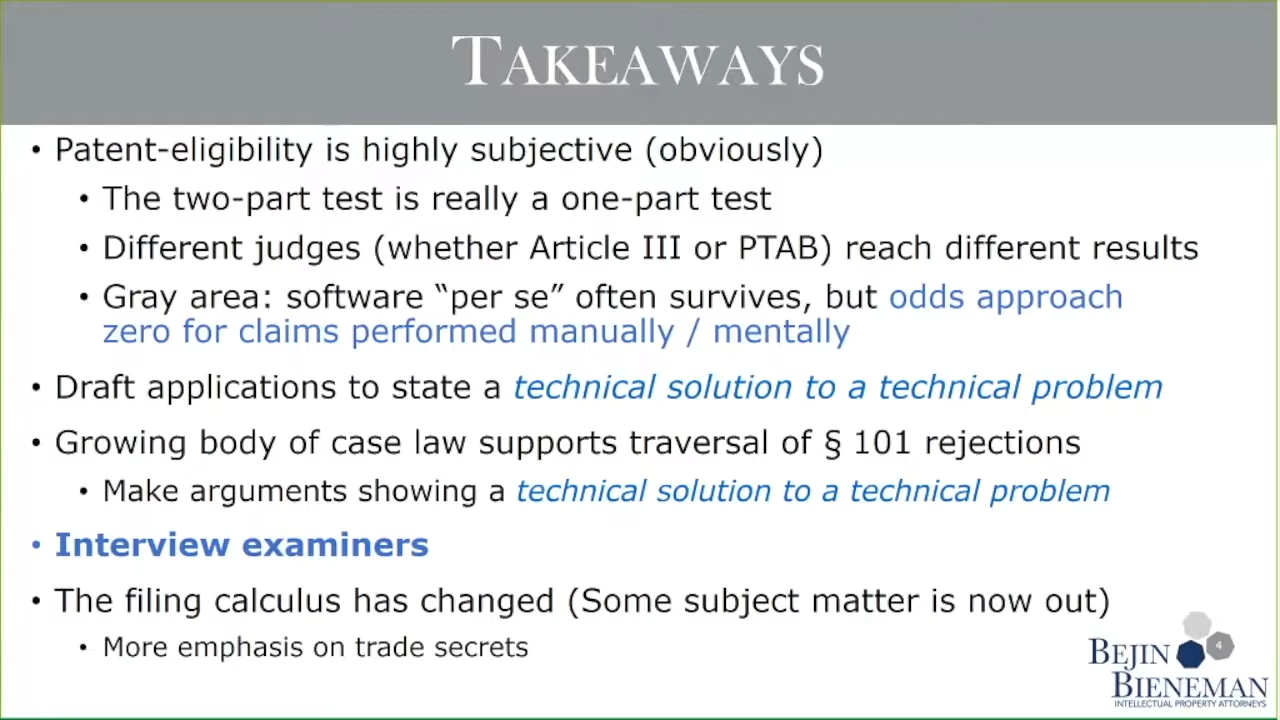 TAKEAWAYS
• Patent-eligibility is highly subjective (obviously)
• The two-part test is really a one-part test
• Different judges (whether Article III or PTAB) reach different results
• Gray area: software “per se” often survives, but odds approach
zero for claims performed manually / mentally
• Draft applications to state a technical solution to a technical problem
• Growing body of case law supports traversal of § 101 rejections
• Make arguments showing a technical solution to a technical problem
• Interview examiners
• The filing calculus has changed (Some subject matter is now out)
• More emphasis on trade secrets
4
BEJIN
BIENEMAN
INTELLECTUAL PROPERTY ATTORNEYS